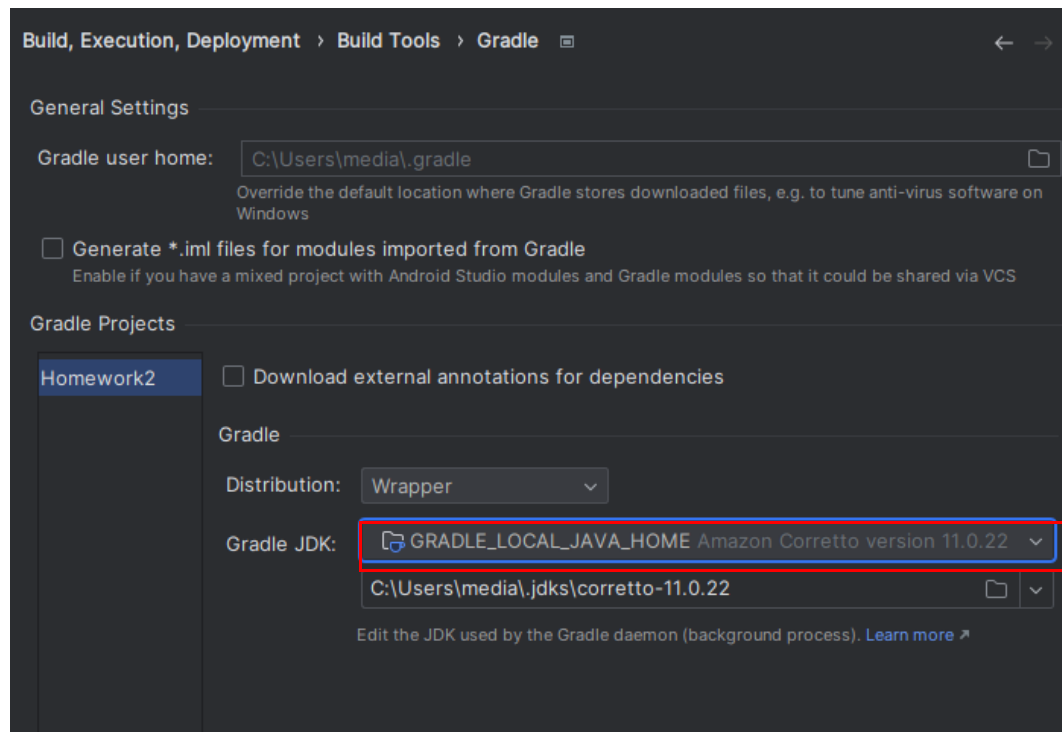 Build, Execution, Deployment › Build Tools › Gradle
General Settings
Gradle user home: C:\Users\media\.gradle
Override the default location where Gradle stores downloaded files, e.g. to tune anti-virus software on
Windows
Generate *.iml files for modules imported from Gradle
Enable if you have a mixed project with Android Studio modules and Gradle modules so that it could be shared via VCS
Gradle Projects
Homework2
Download external annotations for dependencies
Gradle
Distribution: Wrapper
Gradle JDK: GRADLE_LOCAL_JAVA_HOME Amazon Corretto version 11.0.22
C:\Users\media\.jdks\corretto-11.0.22
Edit the JDK used by the Gradle daemon (background process). Learn more ↗